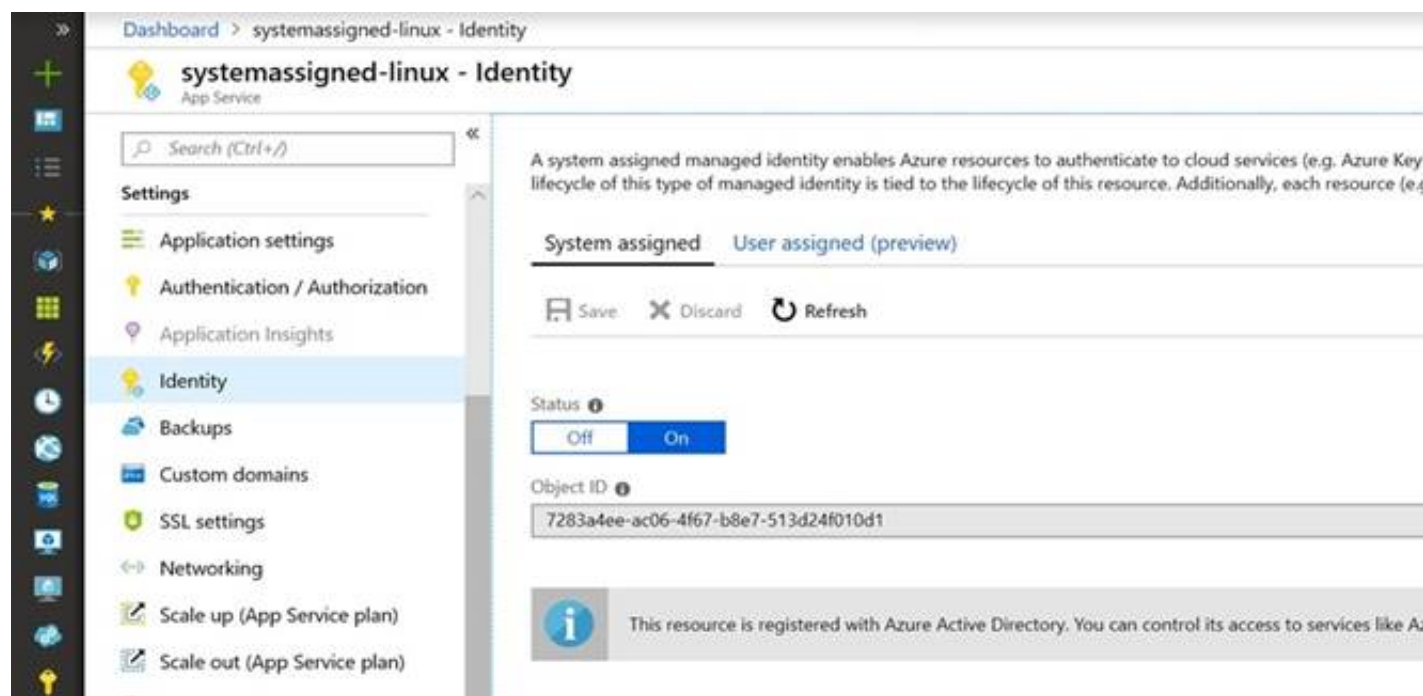 Dashboard > systemassigned-linux - Identity
systemassigned-linux - Identity
App Service
Search (Ctrl+/)
Settings
Application settings
Authentication / Authorization
Application Insights
Identity
Backups
Custom domains
SSL settings
Networking
Scale up (App Service plan)
Scale out (App Service plan)
A system assigned managed identity enables Azure resources to authenticate to cloud services (e.g. Azure Key
lifecycle of this type of managed identity is tied to the lifecycle of this resource. Additionally, each resource (e.g
System assigned User assigned (preview)
Save Discard Refresh
Status
Off On
Object ID
7283a4ee-ac06-4f67-b8e7-513d24f010d1
This resource is registered with Azure Active Directory. You can control its access to services like Az